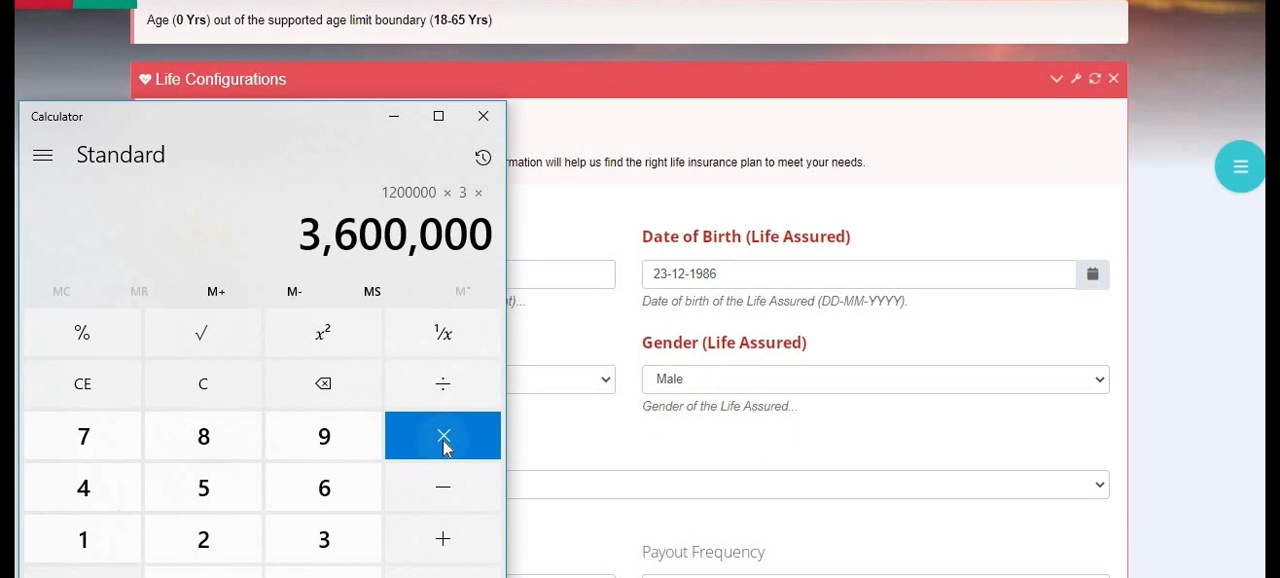 Age (0 Yrs) out of the supported age limit boundary (18-65 Yrs)
Life Configurations
Calculator
Standard
1200000 × 3 ×
3,600,000
MC MR M+ M- MS M˅
% √ x² ¹/x
CE C ⌫ ÷
7 8 9 ×
4 5 6 −
1 2 3 +
rmation will help us find the right life insurance plan to meet your needs.
Date of Birth (Life Assured)
23-12-1986
t)...
Date of birth of the Life Assured (DD-MM-YYYY).
Gender (Life Assured)
Male
Gender of the Life Assured...
Payout Frequency